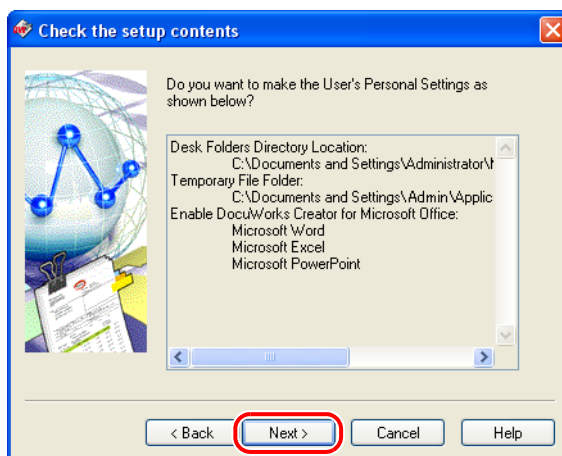 Check the setup contents
Do you want to make the User's Personal Settings as
shown below?
Desk Folders Directory Location:
C:\Documents and Settings\Administrator\
Temporary File Folder:
C:\Documents and Settings\Admin\Applic
Enable DocuWorks Creator for Microsoft Office:
Microsoft Word
Microsoft Excel
Microsoft PowerPoint
< Back
Next >
Cancel
Help